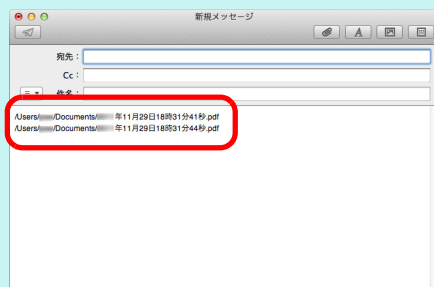 新規メッセージ
宛先：
Cc：
件名：
/Users/ /Documents/ 年11月29日18時31分41秒.pdf
/Users/ /Documents/ 年11月29日18時31分44秒.pdf